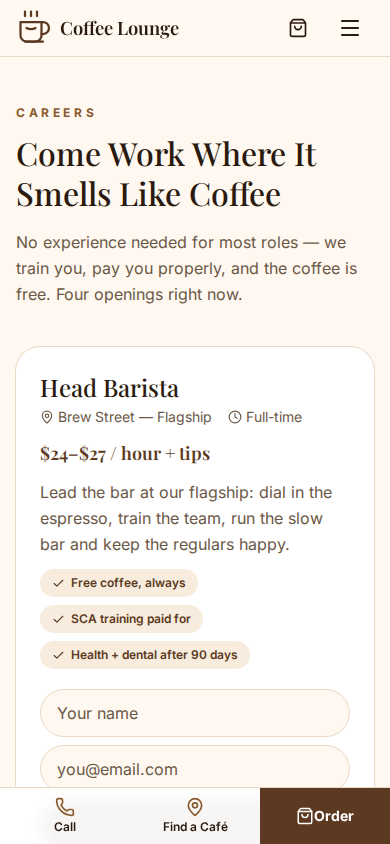 Coffee Lounge
CAREERS
Come Work Where It
Smells Like Coffee
No experience needed for most roles — we
train you, pay you properly, and the coffee is
free. Four openings right now.
Head Barista
Brew Street — Flagship Full-time
$24–$27 / hour + tips
Lead the bar at our flagship: dial in the
espresso, train the team, run the slow
bar and keep the regulars happy.
Free coffee, always
SCA training paid for
Health + dental after 90 days
Your name
you@email.com
Call Find a Café Order